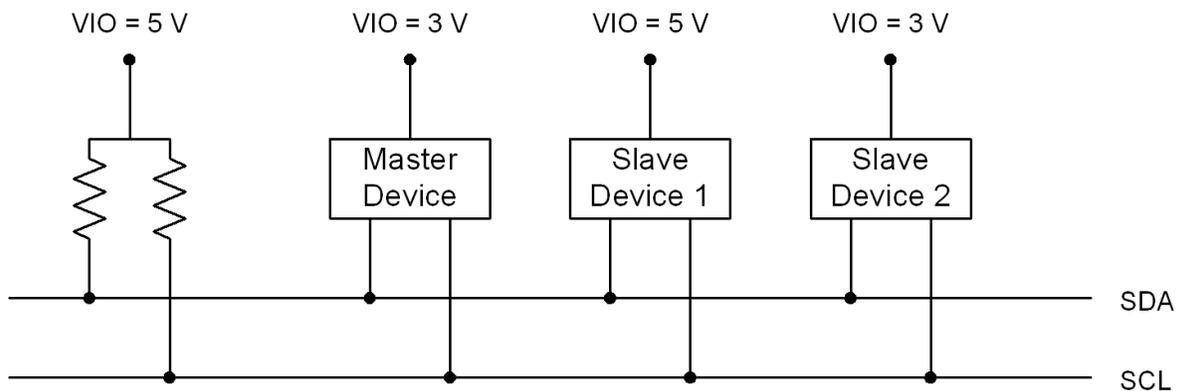 VIO = 5 V
VIO = 3 V
VIO = 5 V
VIO = 3 V
Master
Device
Slave
Device 1
Slave
Device 2
SDA
SCL